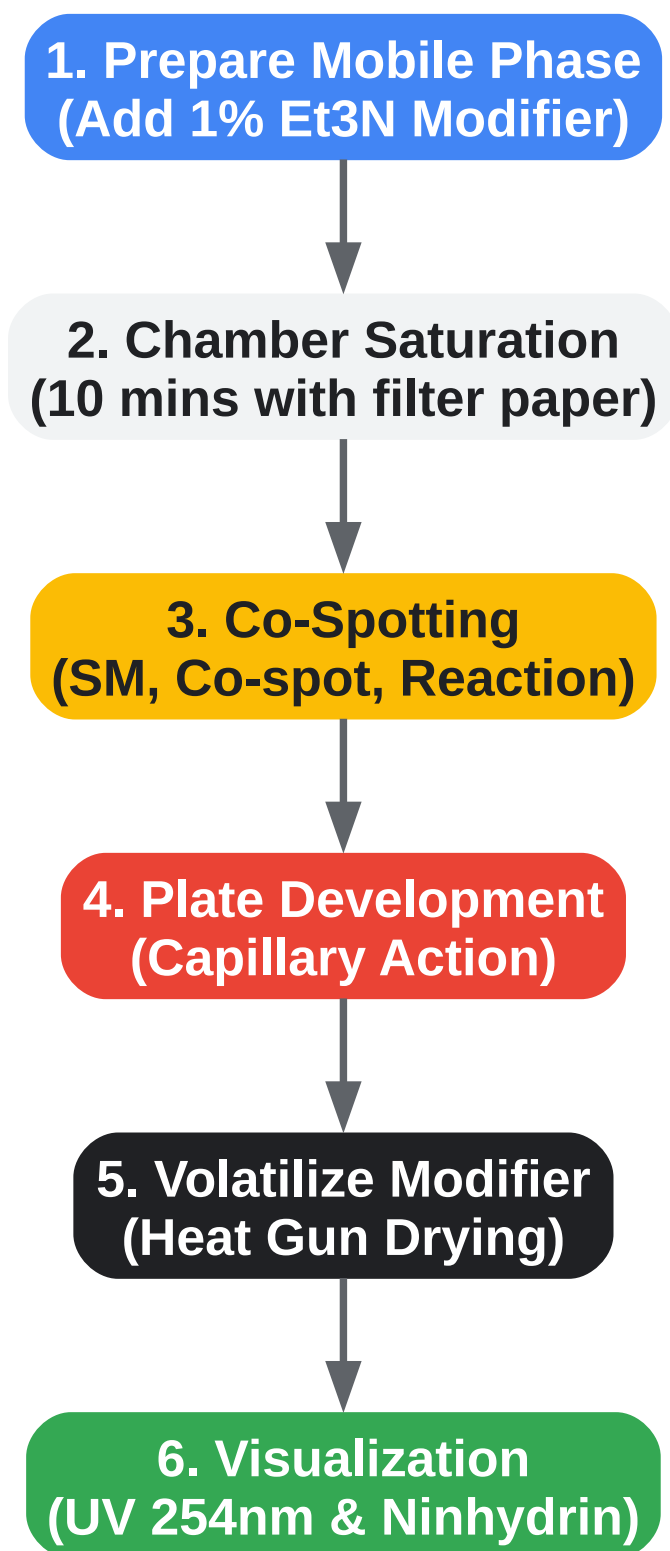 1. Prepare Mobile Phase
(Add 1% Et3N Modifier)
2. Chamber Saturation
(10 mins with filter paper)
3. Co-Spotting
(SM, Co-spot, Reaction)
4. Plate Development
(Capillary Action)
5. Volatilize Modifier
(Heat Gun Drying)
6. Visualization
(UV 254nm & Ninhydrin)